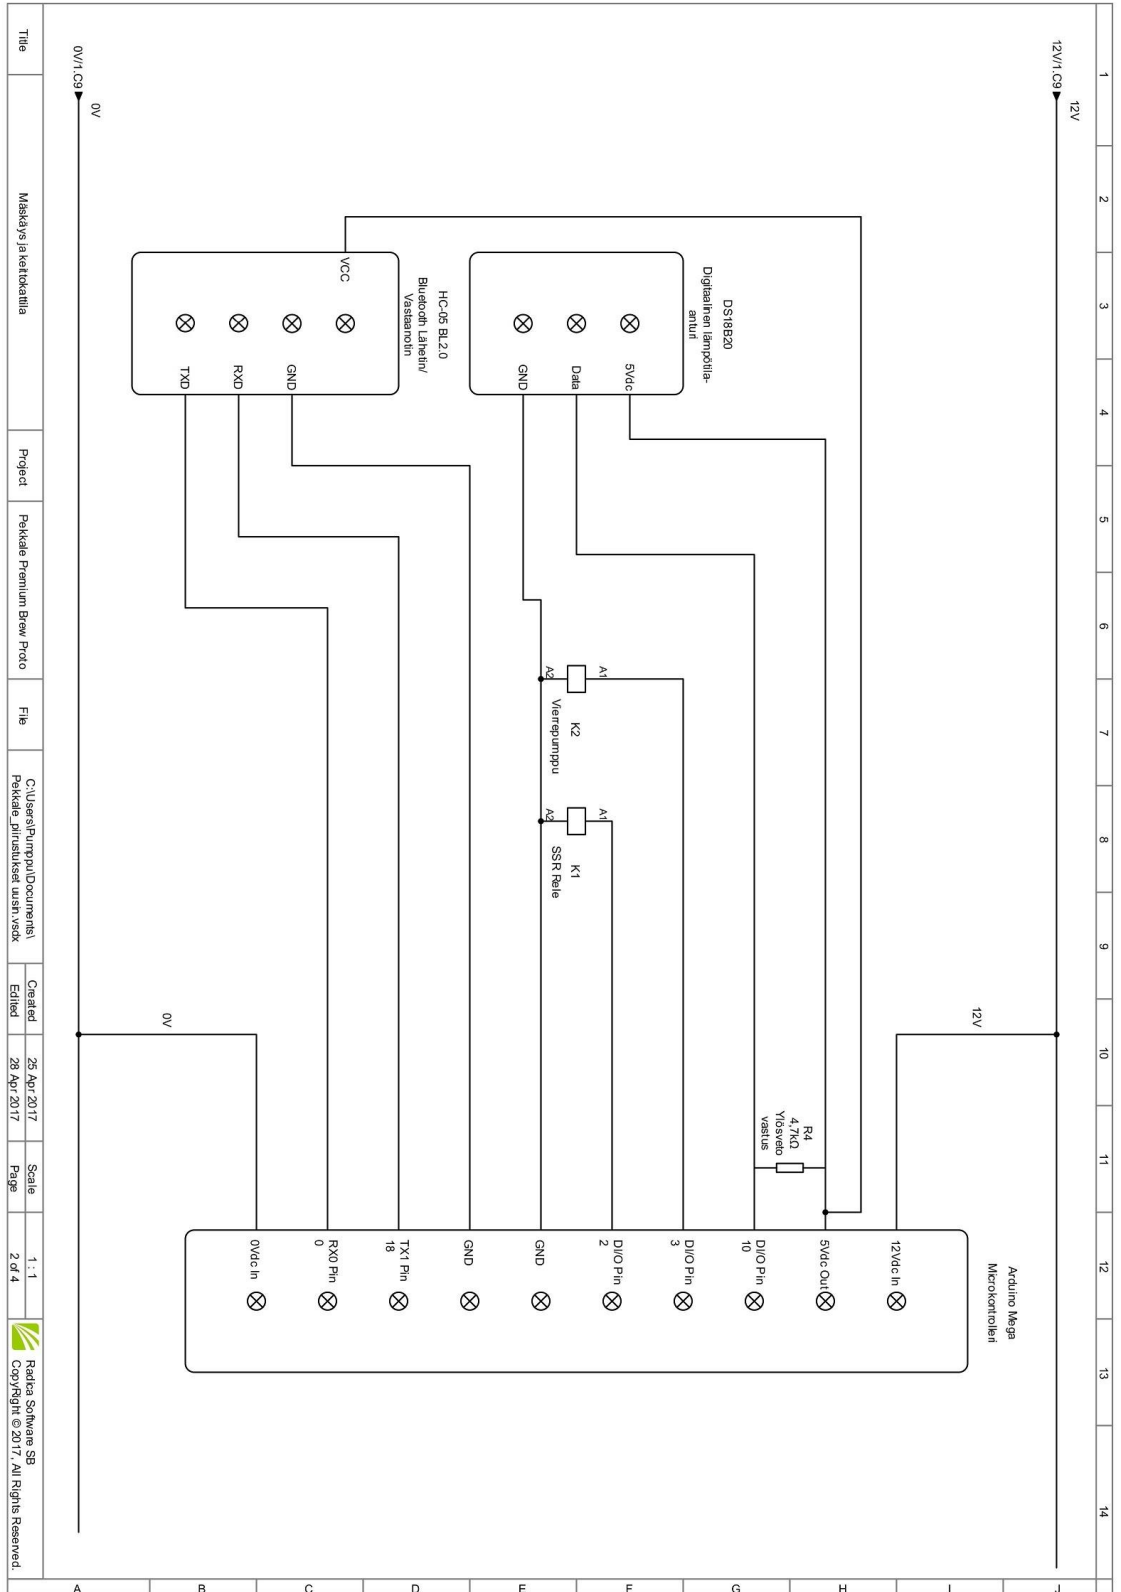 1
2
3
4
5
6
7
8
9
10
11
12
13
14
12V/1.C9
12V
12V
DS18B20
Digitaalinen lämpötila-
anturi
5Vdc
Data
GND
HC-05 BL2.0
Bluetooth Lähetin/
Vastaanotin
VCC
GND
RXD
TXD
A1
A2
K2
Vierrepumppu
A1
A2
K1
SSR Rele
R4
4,7kΩ
Ylösveto
vastus
Arduino Mega
Microkontrolleri
12Vdc In
5Vdc Out
DI/O Pin
10
DI/O Pin
3
DI/O Pin
2
GND
GND
TX1 Pin
18
RX0 Pin
0
0Vdc In
0V
0V/1.C9
0V
J
I
H
G
F
E
D
C
B
A
Title
Mäskäys ja keittokattila
Project
Pekkale Premium Brew Proto
File
C:\Users\Pumppu\Documents\
Pekkale_piirustukset uusin.vsdx
Created
25 Apr 2017
Edited
28 Apr 2017
Scale
1 : 1
Page
2 of 4
Radica Software SB
CopyRight © 2017, All Rights Reserved.